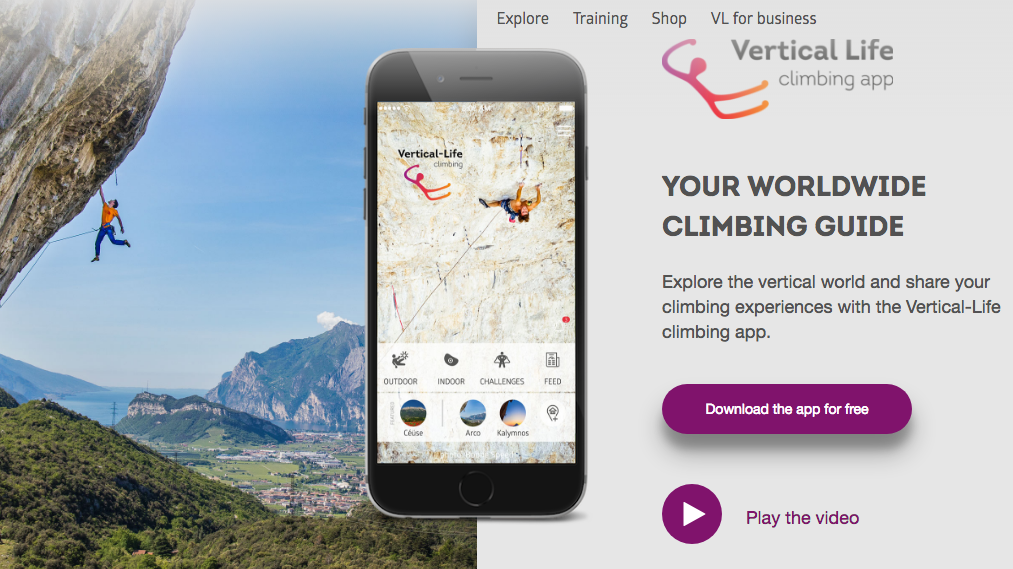 Explore Training Shop VL for business
Vertical Life
climbing app
YOUR WORLDWIDE
CLIMBING GUIDE
Explore the vertical world and share your
climbing experiences with the Vertical-Life
climbing app.
Download the app for free
Play the video
Vertical-Life
climbing
OUTDOOR INDOOR CHALLENGES FEED
Céüse Arco Kalymnos